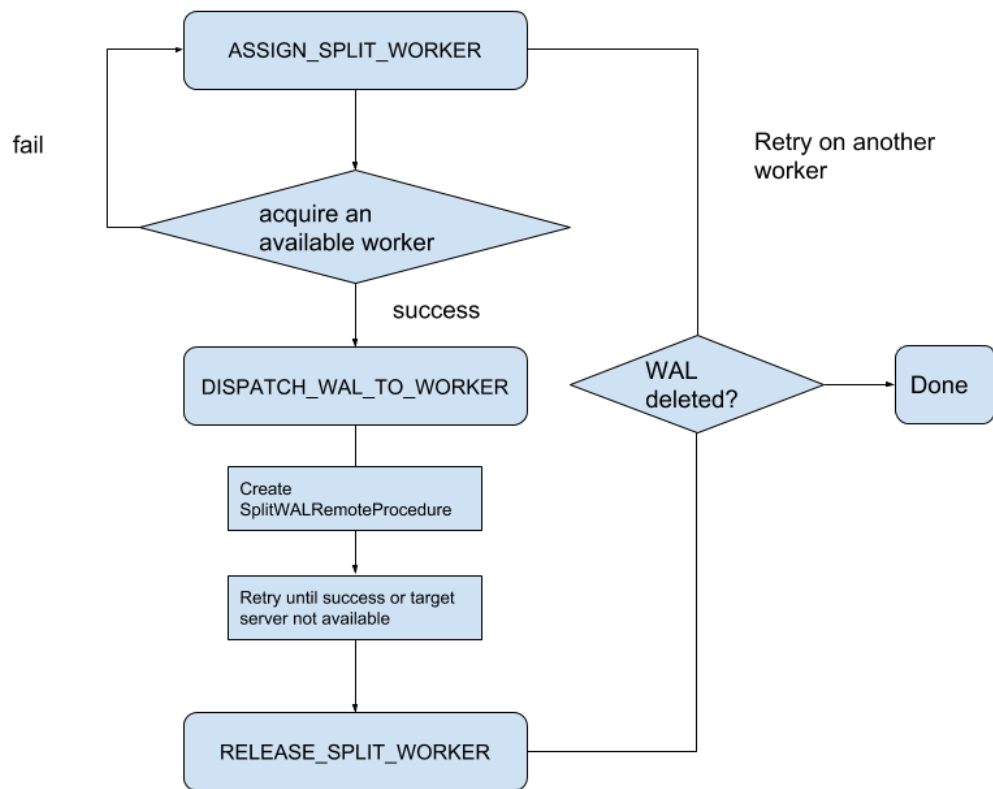 ASSIGN_SPLIT_WORKER
fail
Retry on another
worker
acquire an
available worker
success
DISPATCH_WAL_TO_WORKER
WAL
deleted?
Done
Create
SplitWALRemoteProcedure
Retry until success or target
server not available
RELEASE_SPLIT_WORKER